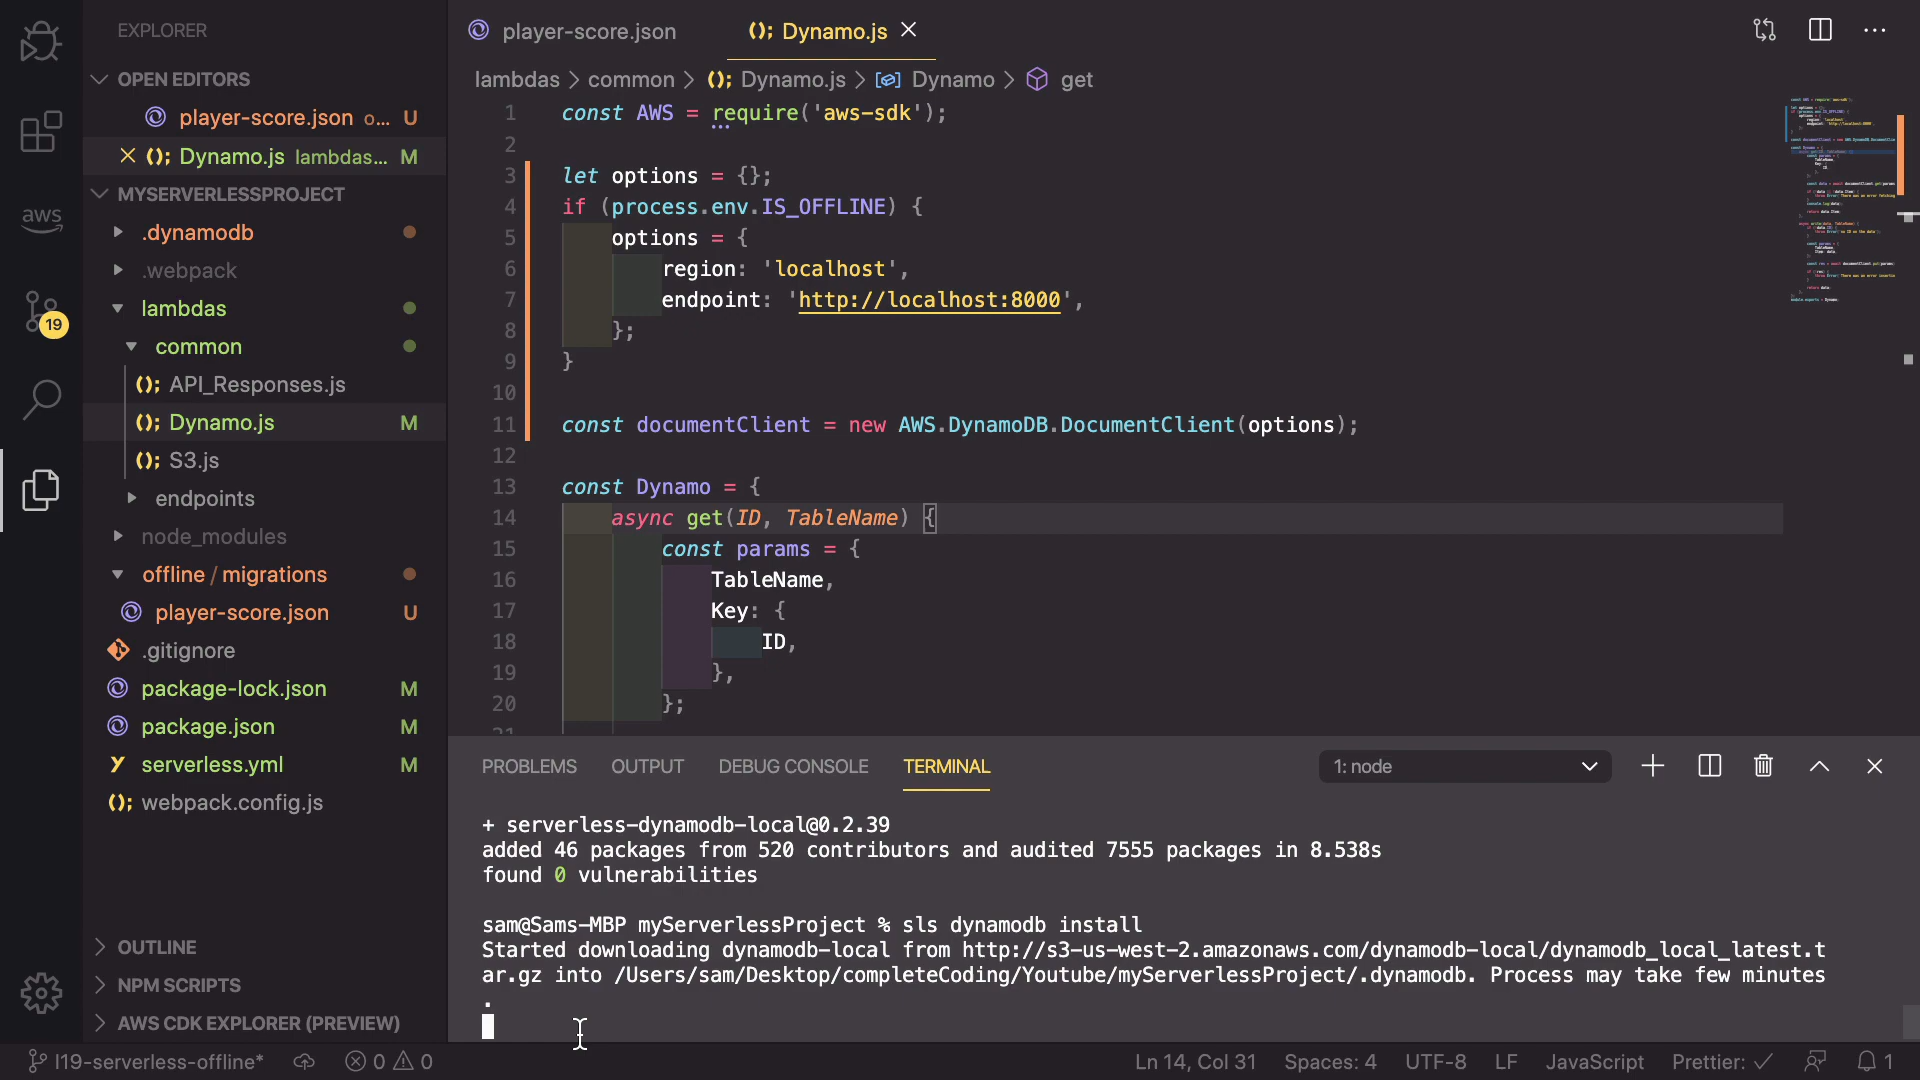 EXPLORER
OPEN EDITORS
player-score.json o... U
Dynamo.js lambdas... M
MYSERVERLESSPROJECT
.dynamodb
.webpack
lambdas
common
API_Responses.js
Dynamo.js M
S3.js
endpoints
node_modules
offline / migrations
player-score.json U
.gitignore
package-lock.json M
package.json M
serverless.yml M
webpack.config.js
OUTLINE
NPM SCRIPTS
AWS CDK EXPLORER (PREVIEW)
aws
19
player-score.json
(); Dynamo.js
lambdas > common > (); Dynamo.js > Dynamo > get
1 const AWS = require('aws-sdk');
2
3 let options = {};
4 if (process.env.IS_OFFLINE) {
5 options = {
6 region: 'localhost',
7 endpoint: 'http://localhost:8000',
8 };
9 }
10
11 const documentClient = new AWS.DynamoDB.DocumentClient(options);
12
13 const Dynamo = {
14 async get(ID, TableName) {
15 const params = {
16 TableName,
17 Key: {
18 ID,
19 },
20 };
21
PROBLEMS OUTPUT DEBUG CONSOLE TERMINAL 1: node
+ serverless-dynamodb-local@0.2.39
added 46 packages from 520 contributors and audited 7555 packages in 8.538s
found 0 vulnerabilities
sam@Sams-MBP myServerlessProject % sls dynamodb install
Started downloading dynamodb-local from http://s3-us-west-2.amazonaws.com/dynamodb-local/dynamodb_local_latest.t
ar.gz into /Users/sam/Desktop/completeCoding/Youtube/myServerlessProject/.dynamodb. Process may take few minutes
.
l19-serverless-offline* 0 0 Ln 14, Col 31 Spaces: 4 UTF-8 LF JavaScript Prettier: ✓ 1